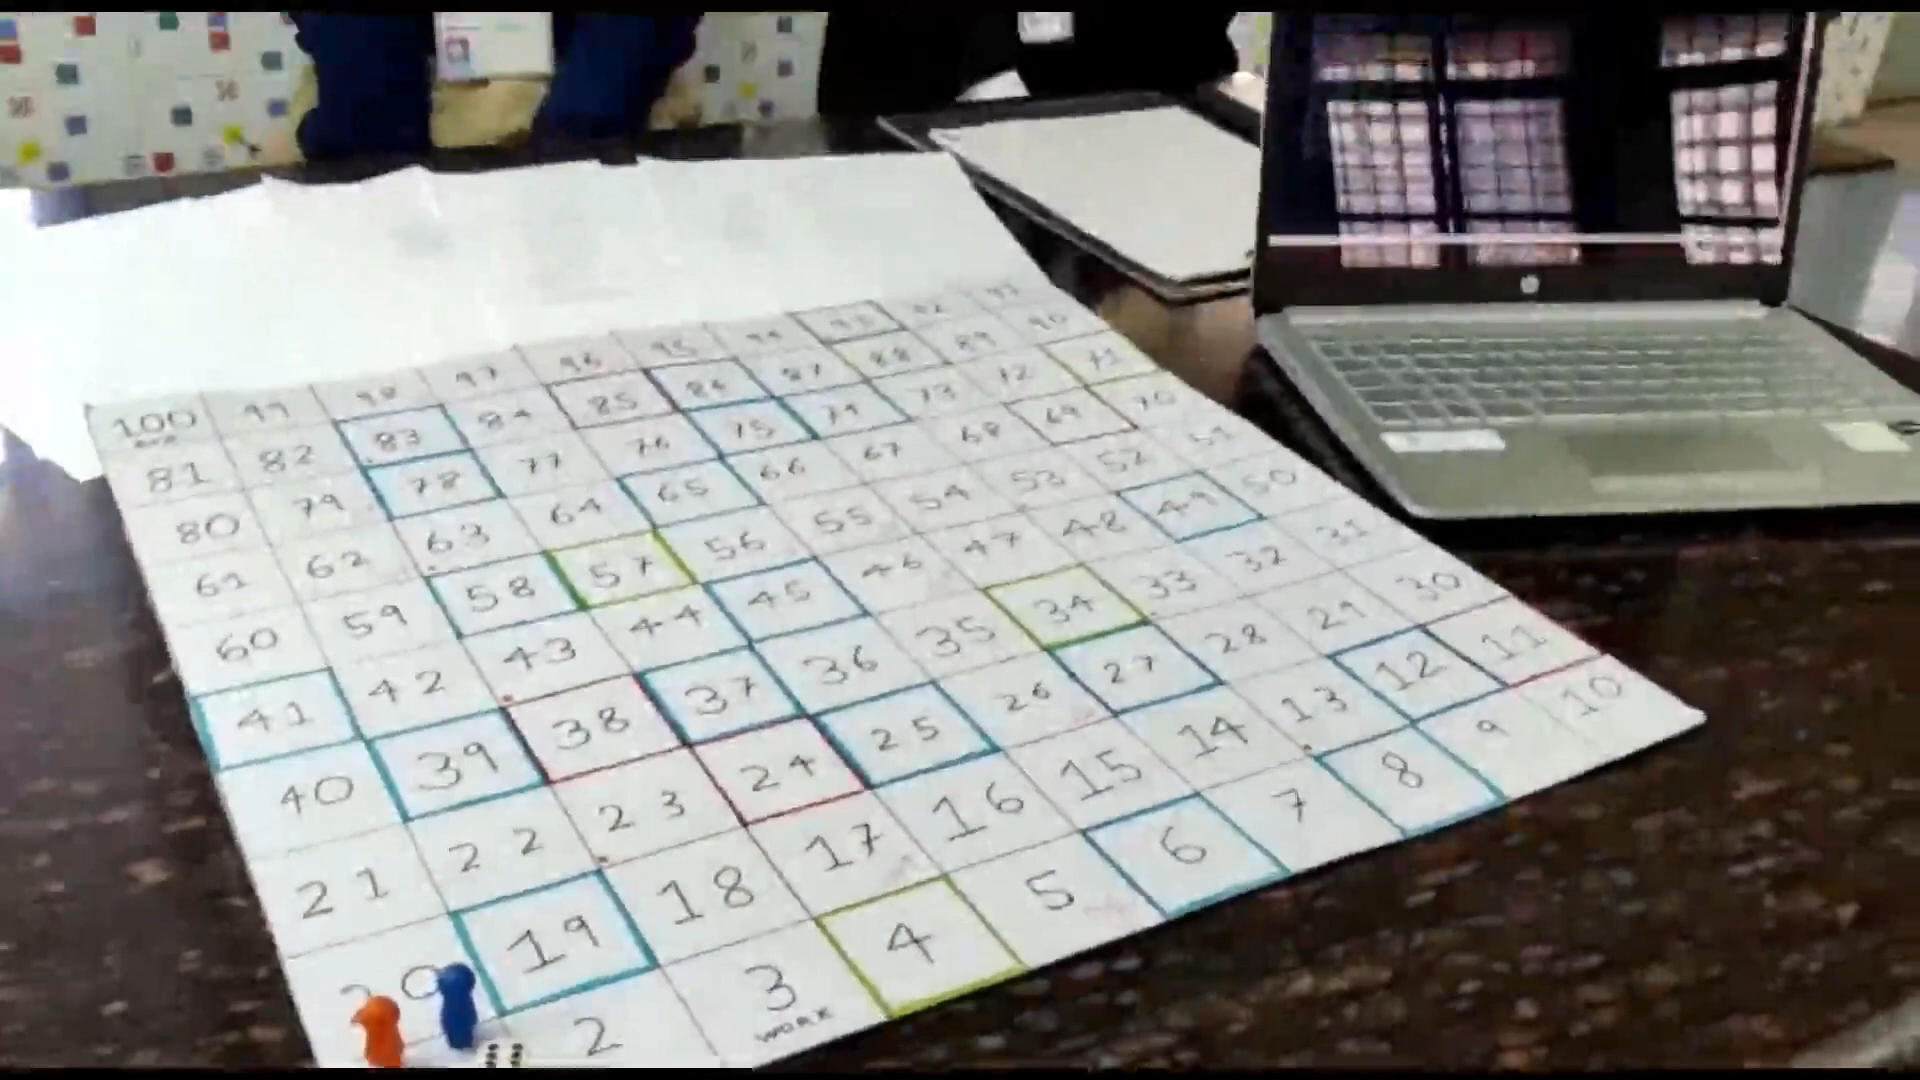 100 99 98 97 96 95 94 93 92 91
81 82 83 84 85 86 87 88 89 90
80 79 78 77 76 75 74 73 72 71
61 62 63 64 65 66 67 68 69 70
60 59 58 57 56 55 54 53 52 51
41 42 43 44 45 46 47 48 49 50
40 39 38 37 36 35 34 33 32 31
21 22 23 24 25 26 27 28 29 30
20 19 18 17 16 15 14 13 12 11
2 3 4 5 6 7 8 9 10
WORK
hp